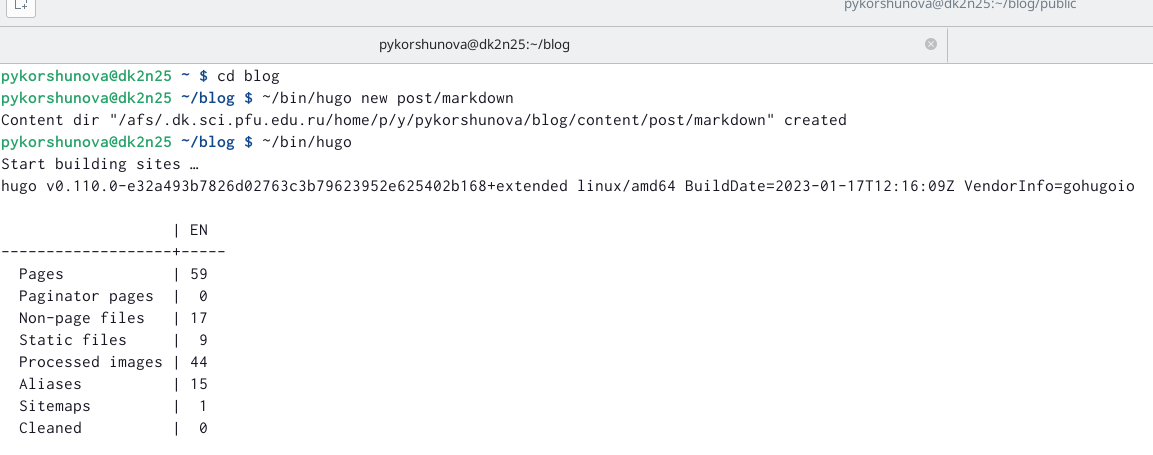 pykorshunova@dk2n25:~/blog/public
pykorshunova@dk2n25:~/blog
pykorshunova@dk2n25 ~ $ cd blog
pykorshunova@dk2n25 ~/blog $ ~/bin/hugo new post/markdown
Content dir "/afs/.dk.sci.pfu.edu.ru/home/p/y/pykorshunova/blog/content/post/markdown" created
pykorshunova@dk2n25 ~/blog $ ~/bin/hugo
Start building sites …
hugo v0.110.0-e32a493b7826d02763c3b79623952e625402b168+extended linux/amd64 BuildDate=2023-01-17T12:16:09Z VendorInfo=gohugoio
                   | EN
-------------------+-----
  Pages            | 59
  Paginator pages  |  0
  Non-page files   | 17
  Static files     |  9
  Processed images | 44
  Aliases          | 15
  Sitemaps         |  1
  Cleaned          |  0